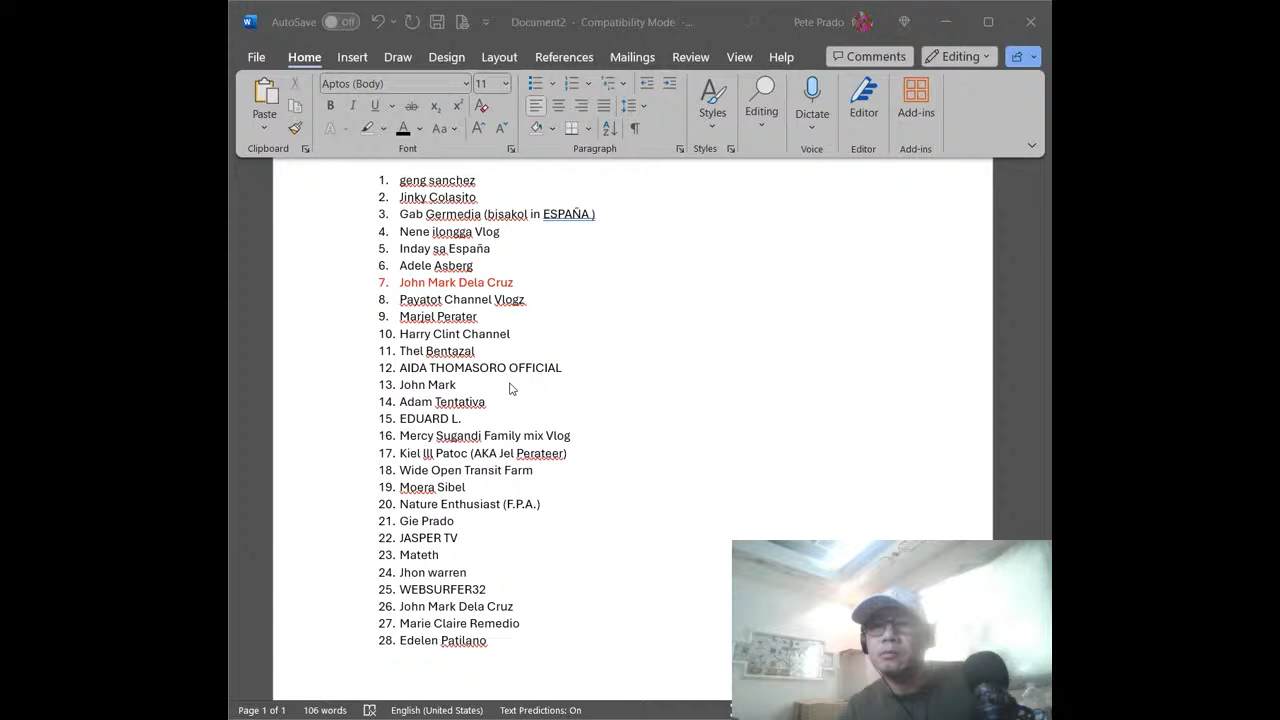 AutoSave Off Document2 - Compatibility Mode -... Pete Prado
File Home Insert Draw Design Layout References Mailings Review View Help Comments Editing
Aptos (Body) 11
Paste Styles Editing Dictate Editor Add-ins
Clipboard Font Paragraph Styles Voice Editor Add-ins
1. geng sanchez
2. Jinky Colasito
3. Gab Germedia (bisakol in ESPAÑA )
4. Nene ilongga Vlog
5. Inday sa España
6. Adele Asberg
7. John Mark Dela Cruz
8. Payatot Channel Vlogz
9. Marjel Perater
10. Harry Clint Channel
11. Thel Bentazal
12. AIDA THOMASORO OFFICIAL
13. John Mark
14. Adam Tentativa
15. EDUARD L.
16. Mercy Sugandi Family mix Vlog
17. Kiel lll Patoc (AKA Jel Perateer)
18. Wide Open Transit Farm
19. Moera Sibel
20. Nature Enthusiast (F.P.A.)
21. Gie Prado
22. JASPER TV
23. Mateth
24. Jhon warren
25. WEBSURFER32
26. John Mark Dela Cruz
27. Marie Claire Remedio
28. Edelen Patilano
Page 1 of 1 106 words English (United States) Text Predictions: On